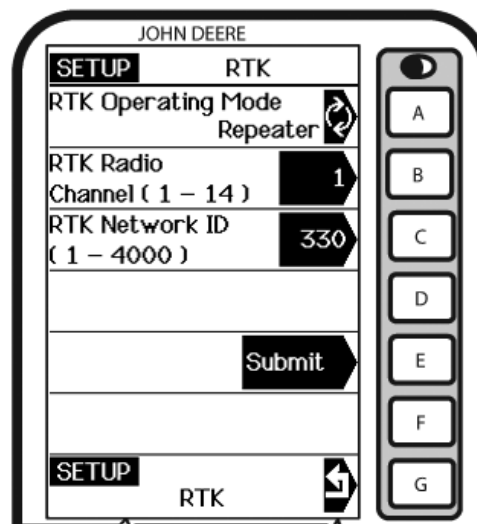 JOHN DEERE
SETUP RTK
RTK Operating Mode
Repeater
RTK Radio
Channel ( 1 – 14 ) 1
RTK Network ID
( 1 – 4000 ) 330
Submit
SETUP
RTK
A
B
C
D
E
F
G